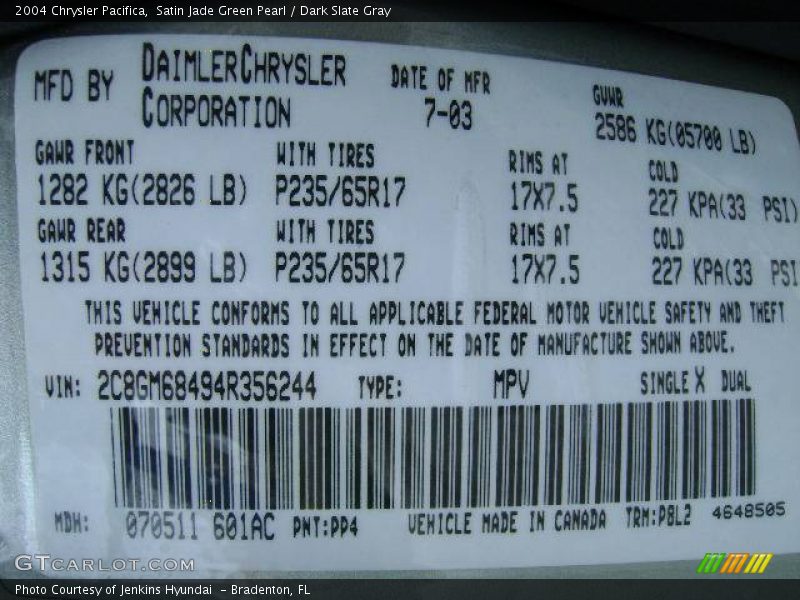 2004 Chrysler Pacifica, Satin Jade Green Pearl / Dark Slate Gray
MFD BY DAIMLERCHRYSLER CORPORATION DATE OF MFR 7-03 GVWR 2586 KG(05700 LB)
GAWR FRONT WITH TIRES RIMS AT COLD
1282 KG(2826 LB) P235/65R17 17X7.5 227 KPA(33 PSI)
GAWR REAR WITH TIRES RIMS AT COLD
1315 KG(2899 LB) P235/65R17 17X7.5 227 KPA(33 PSI
THIS VEHICLE CONFORMS TO ALL APPLICABLE FEDERAL MOTOR VEHICLE SAFETY AND THEFT
PREVENTION STANDARDS IN EFFECT ON THE DATE OF MANUFACTURE SHOWN ABOVE.
VIN: 2C8GM68494R356244 TYPE: MPV SINGLE X DUAL
MDH: 070511 601AC PNT:PP4 VEHICLE MADE IN CANADA TRM:P8L2 4648505
GTCARLOT.COM
Photo Courtesy of Jenkins Hyundai - Bradenton, FL